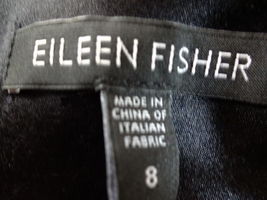 EILEEN FISHER
MADE IN
CHINA OF
ITALIAN
FABRIC
8